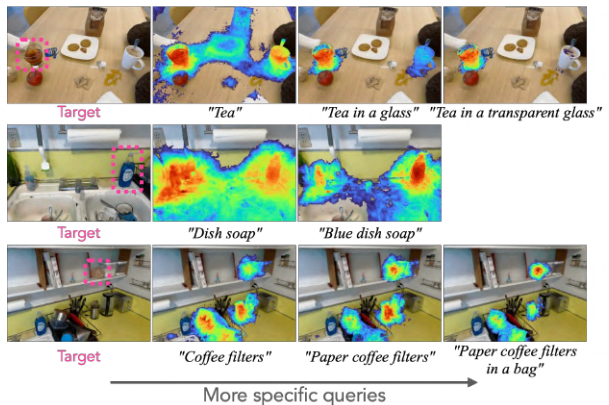 Target
"Tea"
"Tea in a glass"
"Tea in a transparent glass"
Target
"Dish soap"
"Blue dish soap"
Target
"Coffee filters"
"Paper coffee filters"
"Paper coffee filters
in a bag"
More specific queries